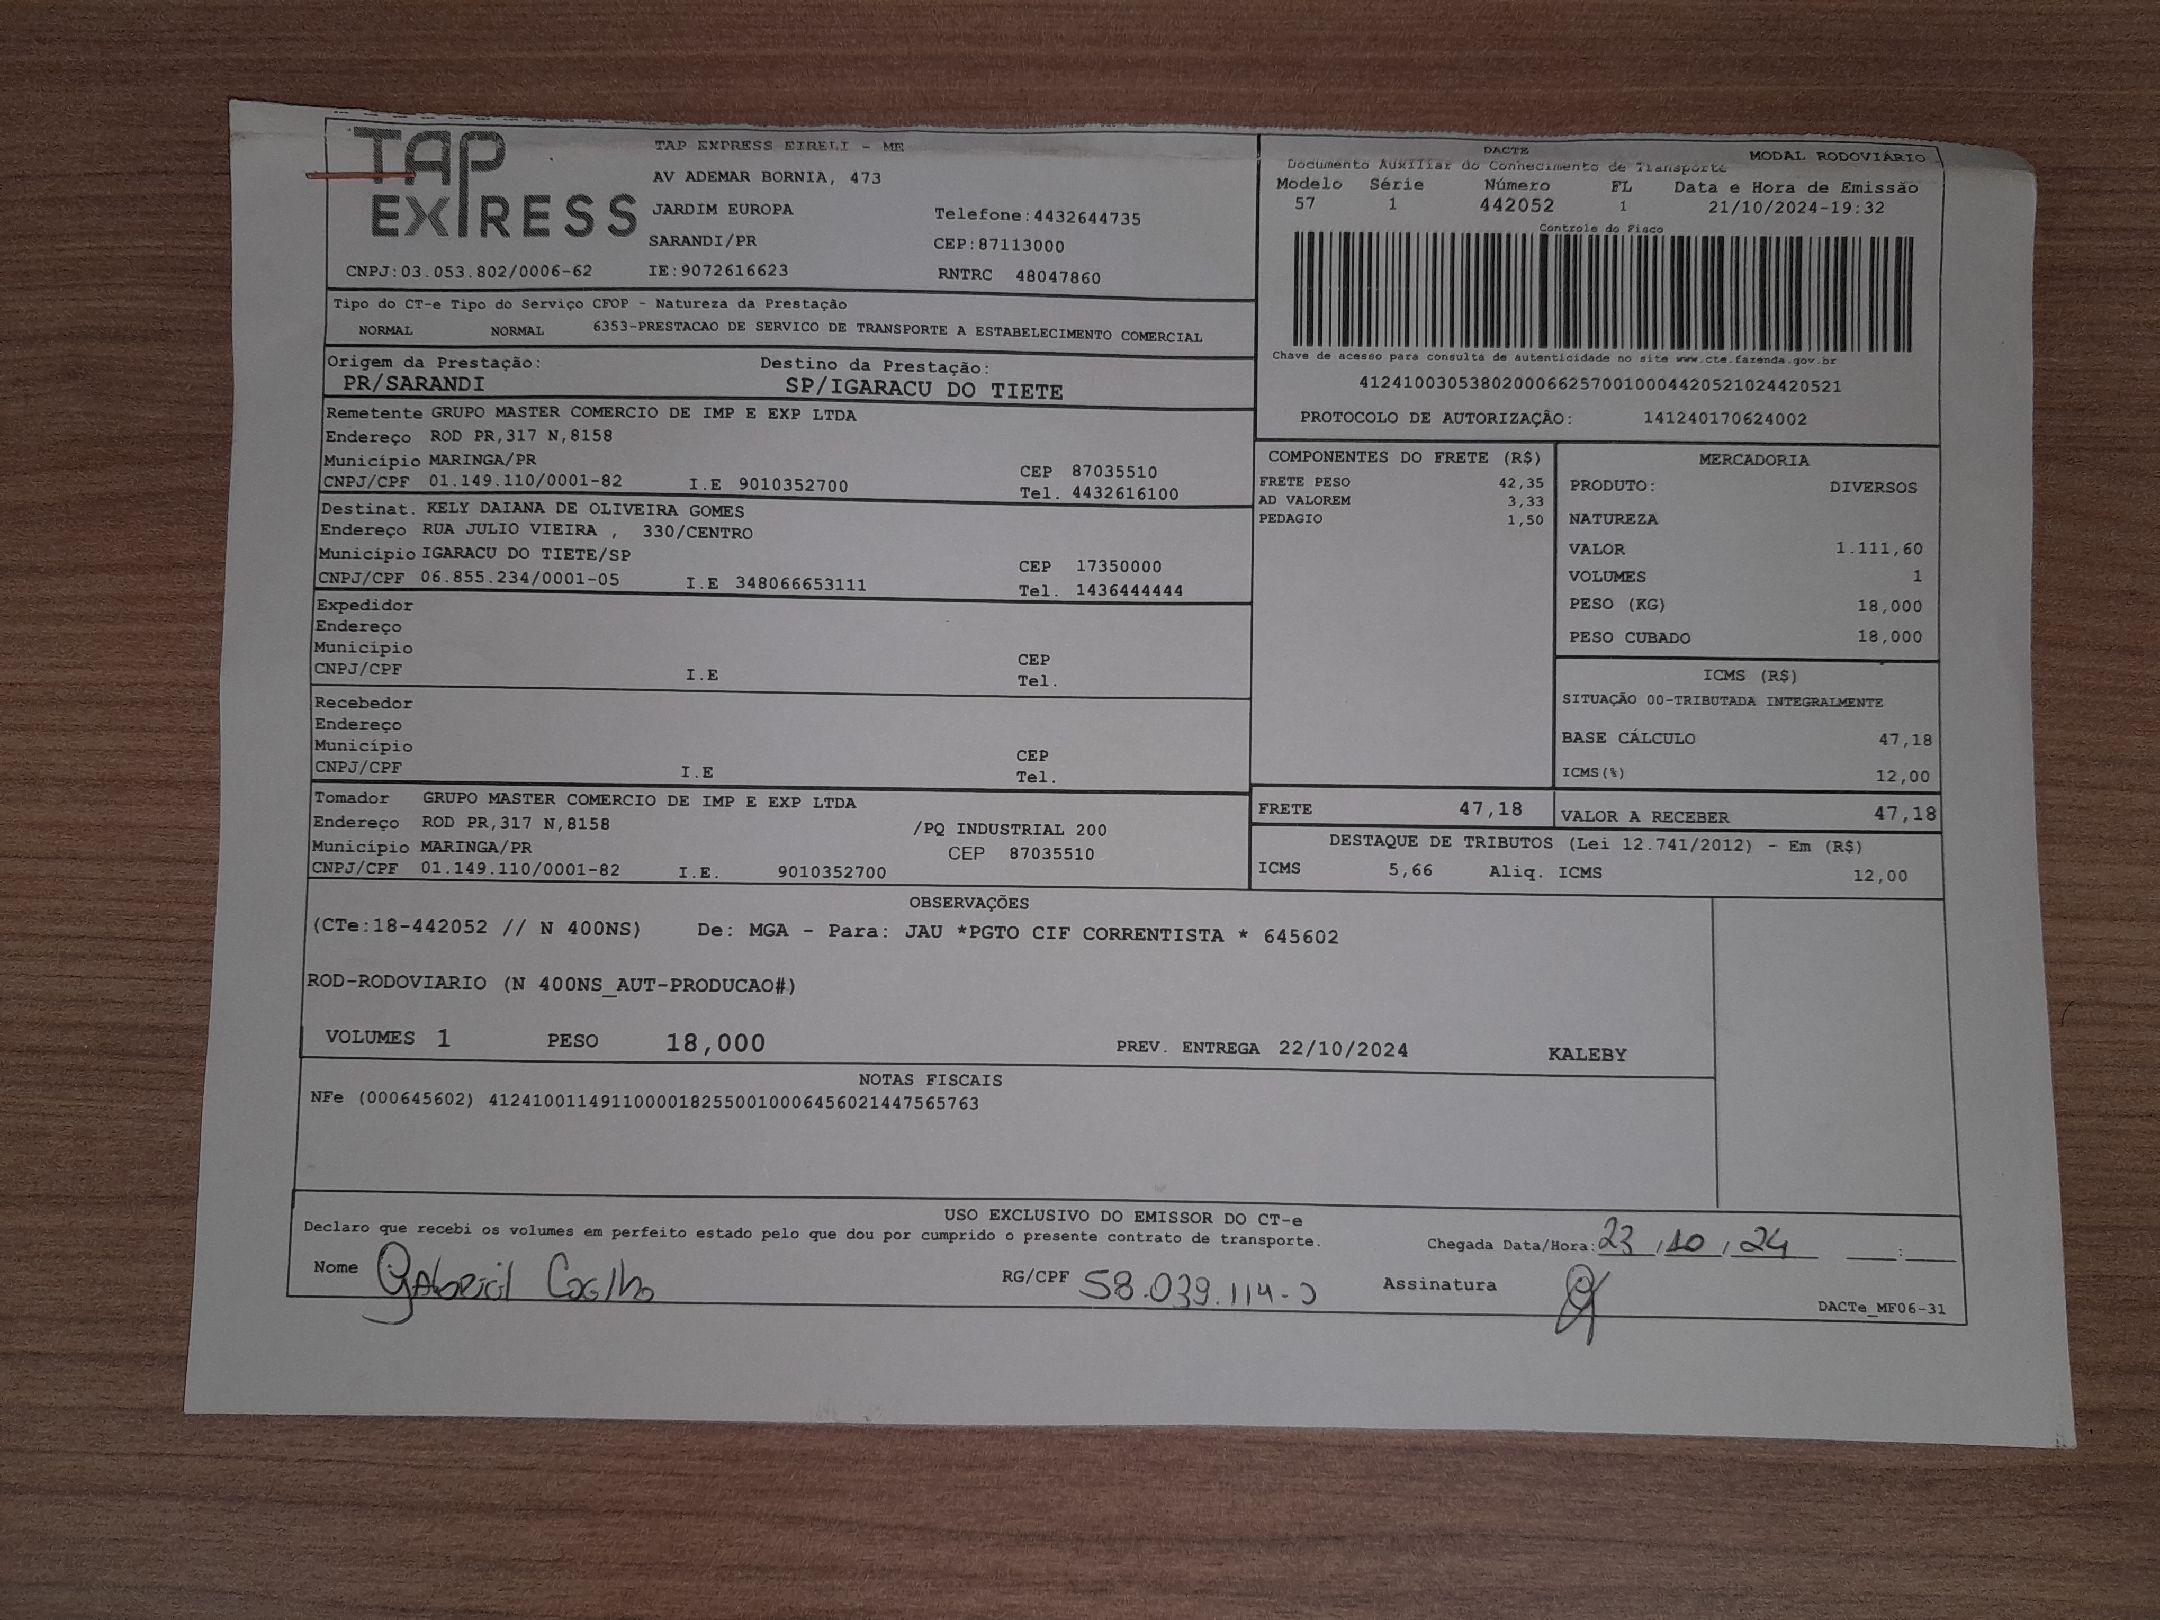 TAP EXPRESS
TAP EXPRESS EIRELI - ME
AV ADEMAR BORNIA, 473
JARDIM EUROPA Telefone:4432644735
SARANDI/PR CEP:87113000
CNPJ:03.053.802/0006-62 IE:9072616623 RNTRC 48047860
DACTE MODAL RODOVIÁRIO
Documento Auxiliar do Conhecimento de Transporte
Modelo Série Número FL Data e Hora de Emissão
57 1 442052 1 21/10/2024-19:32
Controle do Fisco
Chave de acesso para consulta de autenticidade no site www.cte.fazenda.gov.br
41241003053802000662570010004420521024420521
PROTOCOLO DE AUTORIZAÇÃO: 141240170624002
Tipo do CT-e Tipo do Serviço CFOP - Natureza da Prestação
NORMAL NORMAL 6353-PRESTACAO DE SERVICO DE TRANSPORTE A ESTABELECIMENTO COMERCIAL
Origem da Prestação: Destino da Prestação:
PR/SARANDI SP/IGARACU DO TIETE
Remetente GRUPO MASTER COMERCIO DE IMP E EXP LTDA
Endereço ROD PR,317 N,8158
Município MARINGA/PR CEP 87035510
CNPJ/CPF 01.149.110/0001-82 I.E 9010352700 Tel. 4432616100
Destinat. KELY DAIANA DE OLIVEIRA GOMES
Endereço RUA JULIO VIEIRA , 330/CENTRO
Município IGARACU DO TIETE/SP CEP 17350000
CNPJ/CPF 06.855.234/0001-05 I.E 348066653111 Tel. 1436444444
Expedidor
Endereço
Município CEP
CNPJ/CPF I.E Tel.
Recebedor
Endereço
Município CEP
CNPJ/CPF I.E Tel.
Tomador GRUPO MASTER COMERCIO DE IMP E EXP LTDA
Endereço ROD PR,317 N,8158 /PQ INDUSTRIAL 200
Município MARINGA/PR CEP 87035510
CNPJ/CPF 01.149.110/0001-82 I.E. 9010352700
COMPONENTES DO FRETE (R$)
FRETE PESO 42,35
AD VALOREM 3,33
PEDAGIO 1,50
MERCADORIA
PRODUTO: DIVERSOS
NATUREZA
VALOR 1.111,60
VOLUMES 1
PESO (KG) 18,000
PESO CUBADO 18,000
ICMS (R$)
SITUAÇÃO 00-TRIBUTADA INTEGRALMENTE
BASE CÁLCULO 47,18
ICMS(%) 12,00
FRETE 47,18 VALOR A RECEBER 47,18
DESTAQUE DE TRIBUTOS (Lei 12.741/2012) - Em (R$)
ICMS 5,66 Aliq. ICMS 12,00
OBSERVAÇÕES
(CTe:18-442052 // N 400NS) De: MGA - Para: JAU *PGTO CIF CORRENTISTA * 645602
ROD-RODOVIARIO (N 400NS_AUT-PRODUCAO#)
VOLUMES 1 PESO 18,000 PREV. ENTREGA 22/10/2024 KALEBY
NOTAS FISCAIS
NFe (000645602) 41241001149110000182550010006456021447565763
USO EXCLUSIVO DO EMISSOR DO CT-e
Declaro que recebi os volumes em perfeito estado pelo que dou por cumprido o presente contrato de transporte. Chegada Data/Hora: 23/10/24 :
Nome Gabriel Coelho RG/CPF 58.039.114-0 Assinatura
DACTe_MF06-31